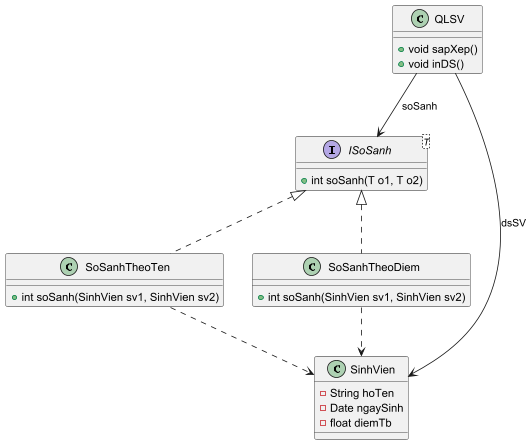 C QLSV
void sapXep()
void inDS()
soSanh
I ISoSanh
T
int soSanh(T o1, T o2)
dsSV
C SoSanhTheoTen
int soSanh(SinhVien sv1, SinhVien sv2)
C SoSanhTheoDiem
int soSanh(SinhVien sv1, SinhVien sv2)
C SinhVien
String hoTen
Date ngaySinh
float diemTb